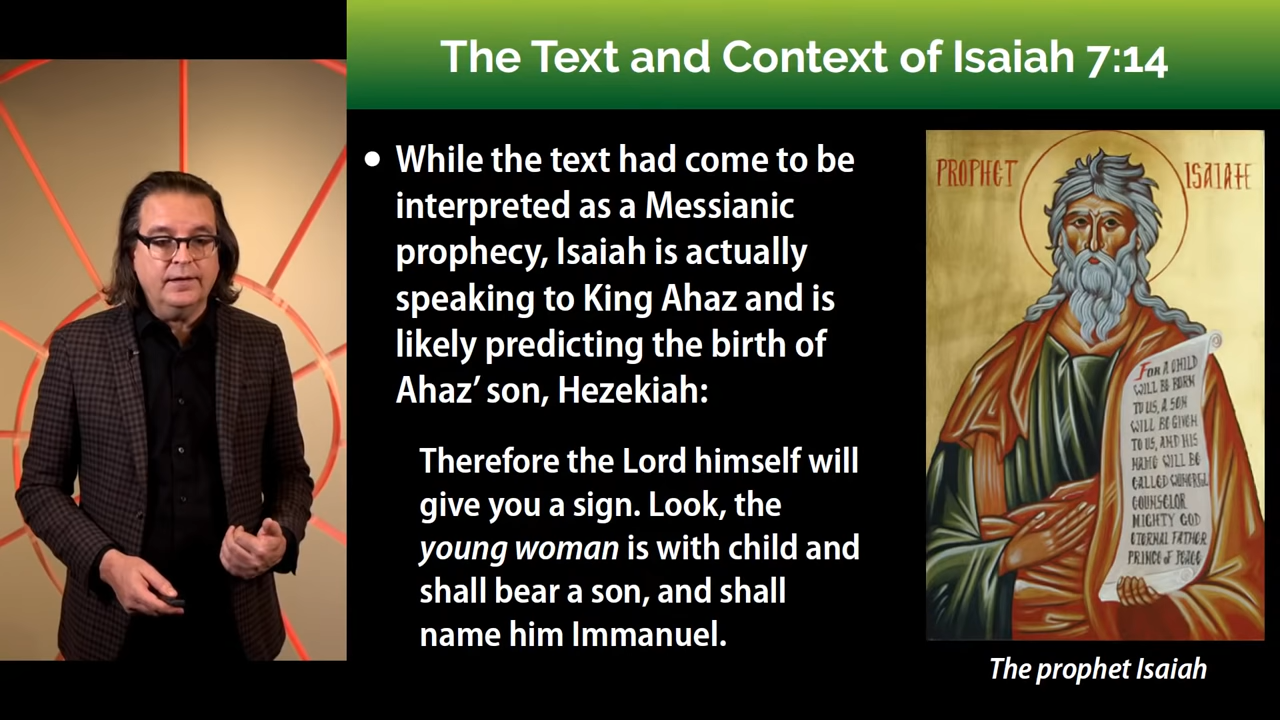 The Text and Context of Isaiah 7:14
• While the text had come to be
interpreted as a Messianic
prophecy, Isaiah is actually
speaking to King Ahaz and is
likely predicting the birth of
Ahaz’ son, Hezekiah:
Therefore the Lord himself will
give you a sign. Look, the
young woman is with child and
shall bear a son, and shall
name him Immanuel.
PROPHET ISAIAH
FOR A CHILD
WILL BE BORN
TO US, A SON
WILL BE GIVEN
TO US, AND HIS
NAME WILL BE
CALLED
COUNSELOR
MIGHTY GOD
ETERNAL FATHER
PRINCE of PEACE
The prophet Isaiah